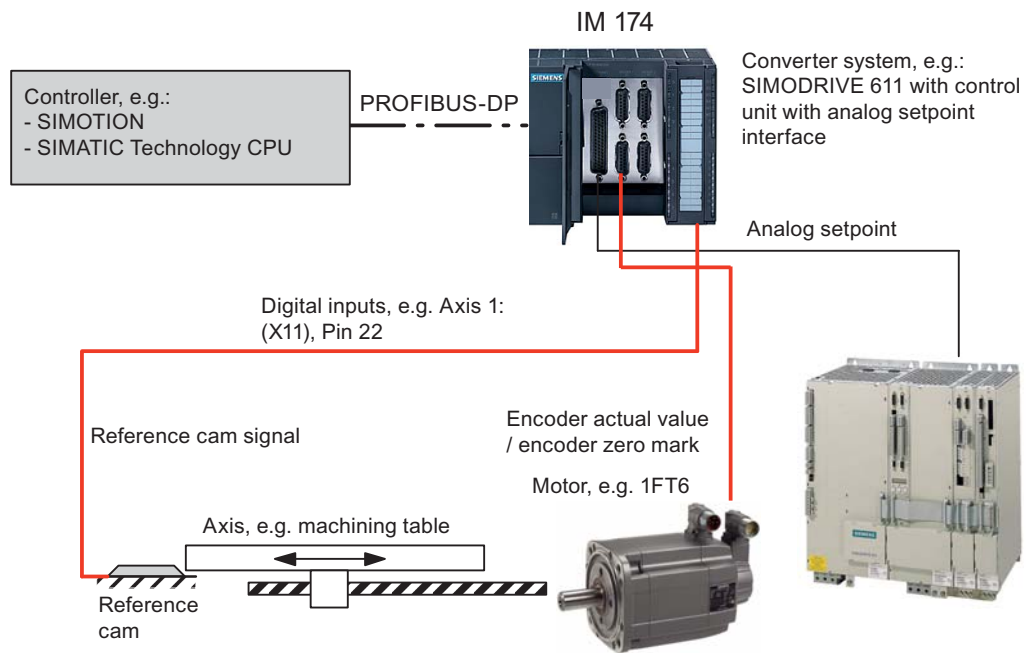 IM 174
SIEMENS
Controller, e.g.:
- SIMOTION
- SIMATIC Technology CPU
PROFIBUS-DP
Converter system, e.g.:
SIMODRIVE 611 with control
unit with analog setpoint
interface
Analog setpoint
Digital inputs, e.g. Axis 1:
(X11), Pin 22
Reference cam signal
Encoder actual value
/ encoder zero mark
Motor, e.g. 1FT6
Axis, e.g. machining table
Reference
cam
SIEMENS